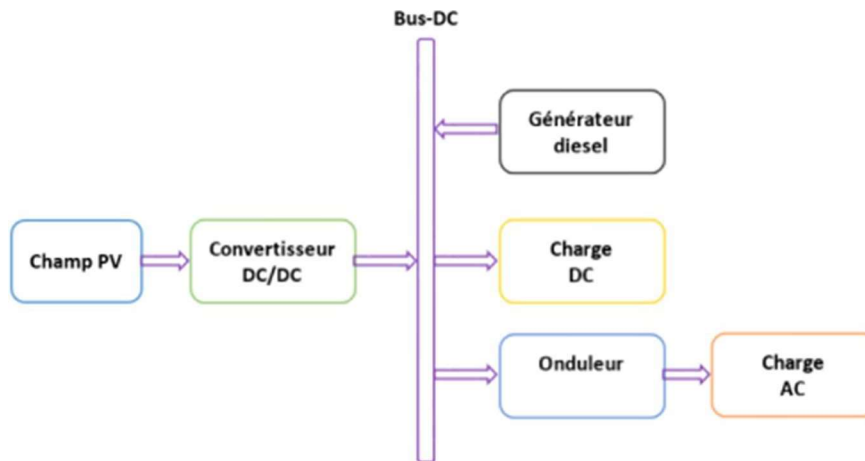 Bus-DC
Générateur
diesel
Champ PV
Convertisseur
DC/DC
Charge
DC
Onduleur
Charge
AC